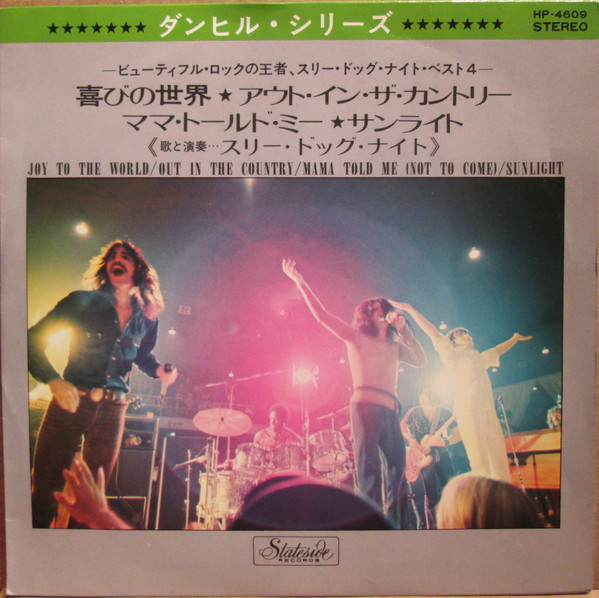 ★★★★★★★ ダンヒル・シリーズ ★★★★★★★
HP-4609
STEREO
—ビューティフル・ロックの王者、スリー・ドッグ・ナイト・ベスト4—
喜びの世界★アウト・イン・ザ・カントリー
ママ・トールド・ミー★サンライト
《歌と演奏…スリー・ドッグ・ナイト》
JOY TO THE WORLD/OUT IN THE COUNTRY/MAMA TOLD ME (NOT TO COME)/SUNLIGHT
Stateside
RECORDS